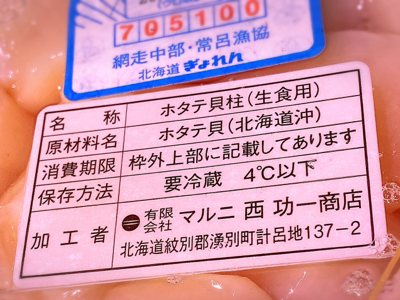 705100
網走中部・常呂漁協
北海道ぎょれん
名称 ホタテ貝柱(生食用)
原材料名 ホタテ貝(北海道沖)
消費期限 枠外上部に記載してあります
保存方法 要冷蔵 4℃以下
加工者 有限会社 マルニ 西 功一商店
北海道紋別郡湧別町計呂地137-2